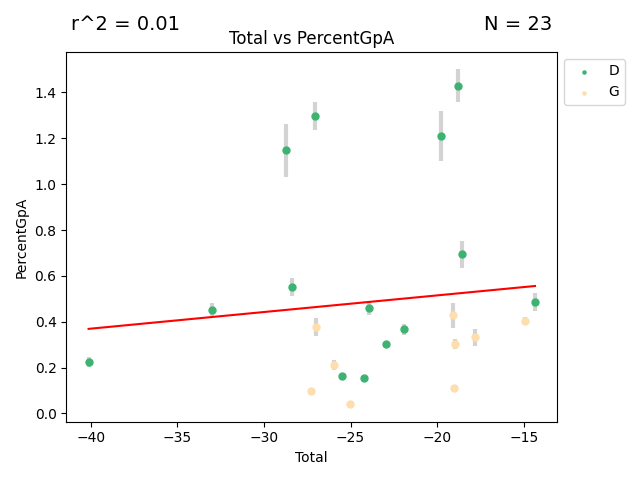 r^2 = 0.01
N = 23
Total vs PercentGpA
D
G
1.4
1.2
1.0
0.8
0.6
0.4
0.2
0.0
PercentGpA
−40
−35
−30
−25
−20
−15
Total